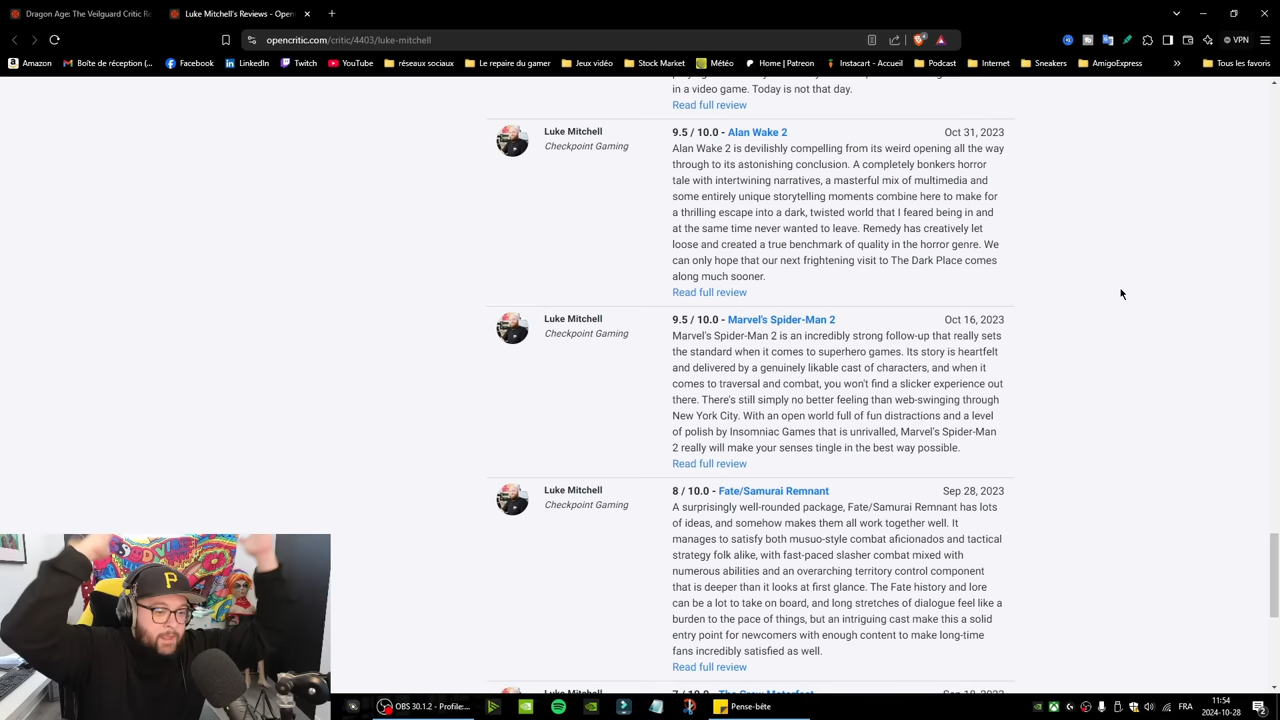 Dragon Age: The Veilguard Critic Re
Luke Mitchell's Reviews - Open
opencritic.com/critic/4403/luke-mitchell
VPN
Amazon
Boîte de réception (...
Facebook
LinkedIn
Twitch
YouTube
réseaux sociaux
Le repaire du gamer
Jeux vidéo
Stock Market
Météo
Home | Patreon
Instacart - Accueil
Podcast
Internet
Sneakers
AmigoExpress
Tous les favoris
in a video game. Today is not that day.
Read full review
Luke Mitchell
Checkpoint Gaming
9.5 / 10.0 - Alan Wake 2
Oct 31, 2023
Alan Wake 2 is devilishly compelling from its weird opening all the way
through to its astonishing conclusion. A completely bonkers horror
tale with intertwining narratives, a masterful mix of multimedia and
some entirely unique storytelling moments combine here to make for
a thrilling escape into a dark, twisted world that I feared being in and
at the same time never wanted to leave. Remedy has creatively let
loose and created a true benchmark of quality in the horror genre. We
can only hope that our next frightening visit to The Dark Place comes
along much sooner.
Read full review
Luke Mitchell
Checkpoint Gaming
9.5 / 10.0 - Marvel's Spider-Man 2
Oct 16, 2023
Marvel's Spider-Man 2 is an incredibly strong follow-up that really sets
the standard when it comes to superhero games. Its story is heartfelt
and delivered by a genuinely likable cast of characters, and when it
comes to traversal and combat, you won't find a slicker experience out
there. There's still simply no better feeling than web-swinging through
New York City. With an open world full of fun distractions and a level
of polish by Insomniac Games that is unrivalled, Marvel's Spider-Man
2 really will make your senses tingle in the best way possible.
Read full review
Luke Mitchell
Checkpoint Gaming
8 / 10.0 - Fate/Samurai Remnant
Sep 28, 2023
A surprisingly well-rounded package, Fate/Samurai Remnant has lots
of ideas, and somehow makes them all work together well. It
manages to satisfy both musuo-style combat aficionados and tactical
strategy folk alike, with fast-paced slasher combat mixed with
numerous abilities and an overarching territory control component
that is deeper than it looks at first glance. The Fate history and lore
can be a lot to take on board, and long stretches of dialogue feel like a
burden to the pace of things, but an intriguing cast make this a solid
entry point for newcomers with enough content to make long-time
fans incredibly satisfied as well.
Read full review
Luke Mitchell
7 / 10.0 - The Crew Motorfest
Sep 18, 2023
P
OBS 30.1.2 - Profile:...
Pense-bête
FRA
11:54
2024-10-28
2